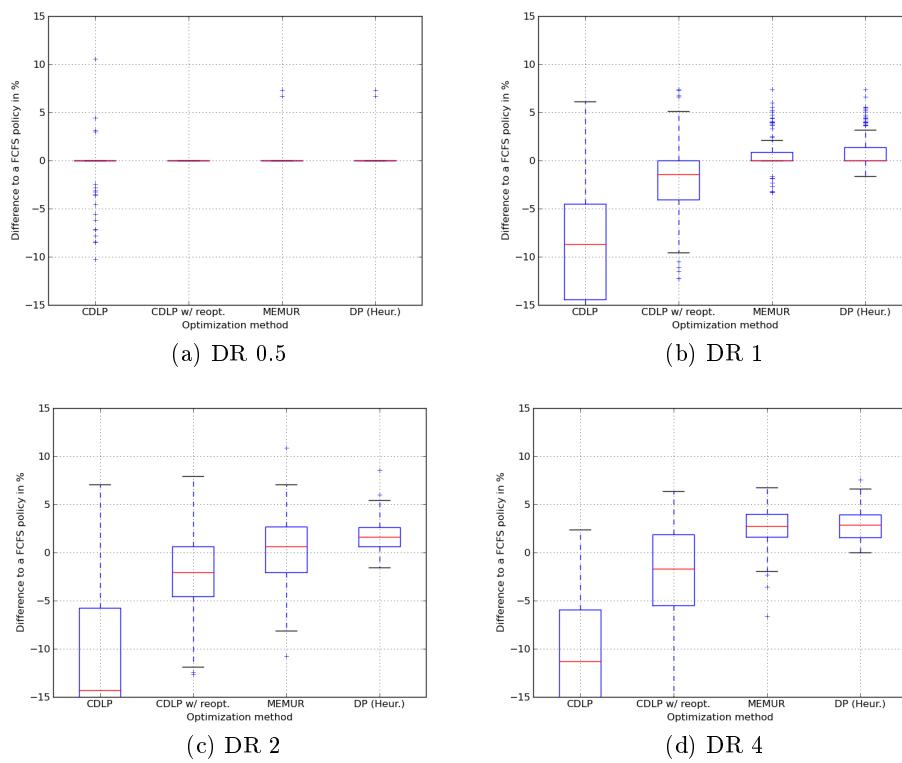 15
10
5
0
−5
−10
−15
Difference to a FCFS policy in %
CDLP
CDLP w/ reopt.
MEMUR
DP (Heur.)
Optimization method
(a) DR 0.5
15
10
5
0
−5
−10
−15
Difference to a FCFS policy in %
CDLP
CDLP w/ reopt.
MEMUR
DP (Heur.)
Optimization method
(b) DR 1
15
10
5
0
−5
−10
−15
Difference to a FCFS policy in %
CDLP
CDLP w/ reopt.
MEMUR
DP (Heur.)
Optimization method
(c) DR 2
15
10
5
0
−5
−10
−15
Difference to a FCFS policy in %
CDLP
CDLP w/ reopt.
MEMUR
DP (Heur.)
Optimization method
(d) DR 4